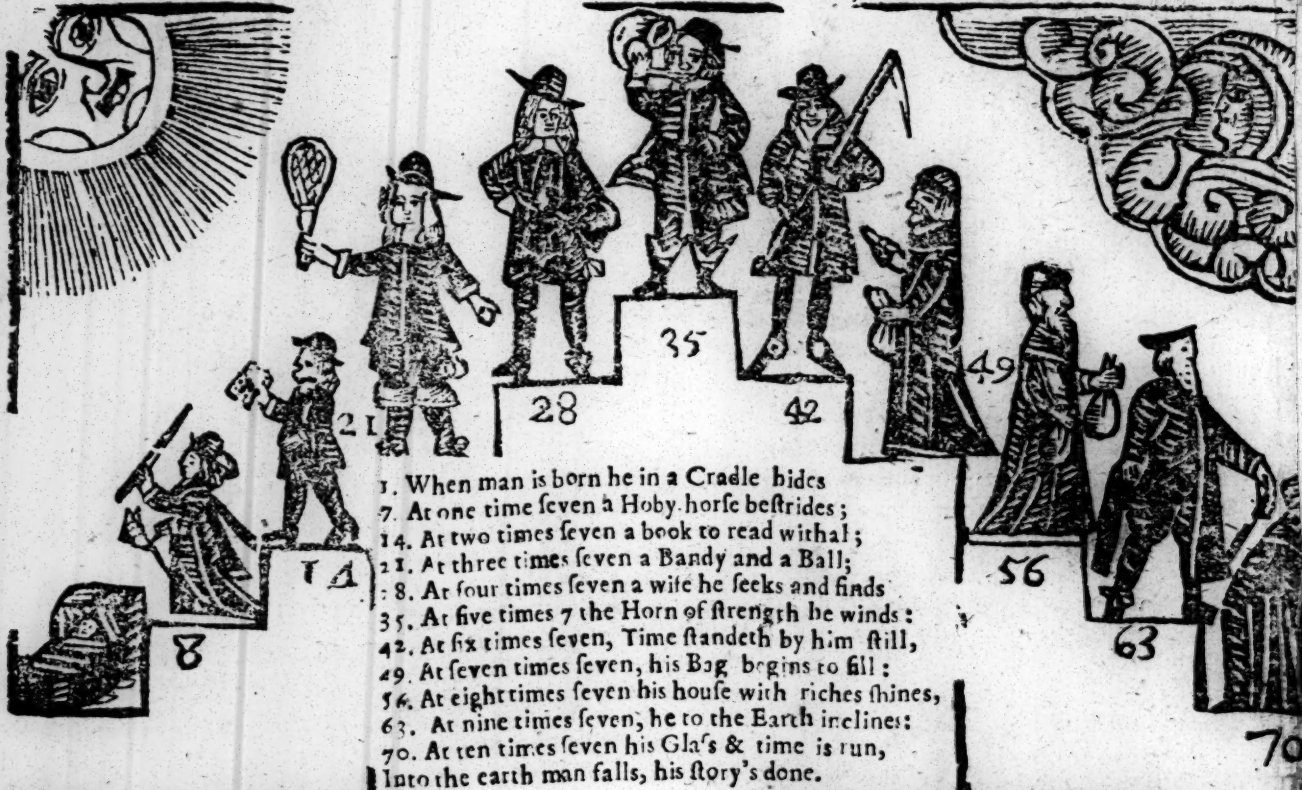 35
28
42
21
49
14
56
8
63
70
1. When man is born he in a Cradle hides
7. At one time ſeven a Hoby-horſe beſtrides;
14. At two times ſeven a book to read withal;
21. At three times ſeven a Bandy and a Ball;
:8. At four times ſeven a wife he ſeeks and finds
35. At five times 7 the Horn of ſtrength he winds:
42. At ſix times ſeven, Time ſtandeth by him ſtill,
49. At ſeven times ſeven, his Bag begins to fill:
56. At eight times ſeven his houſe with riches ſhines,
63. At nine times ſeven, he to the Earth inclines:
70. At ten times ſeven his Glaſs & time is run,
Into the earth man falls, his ſtory's done.